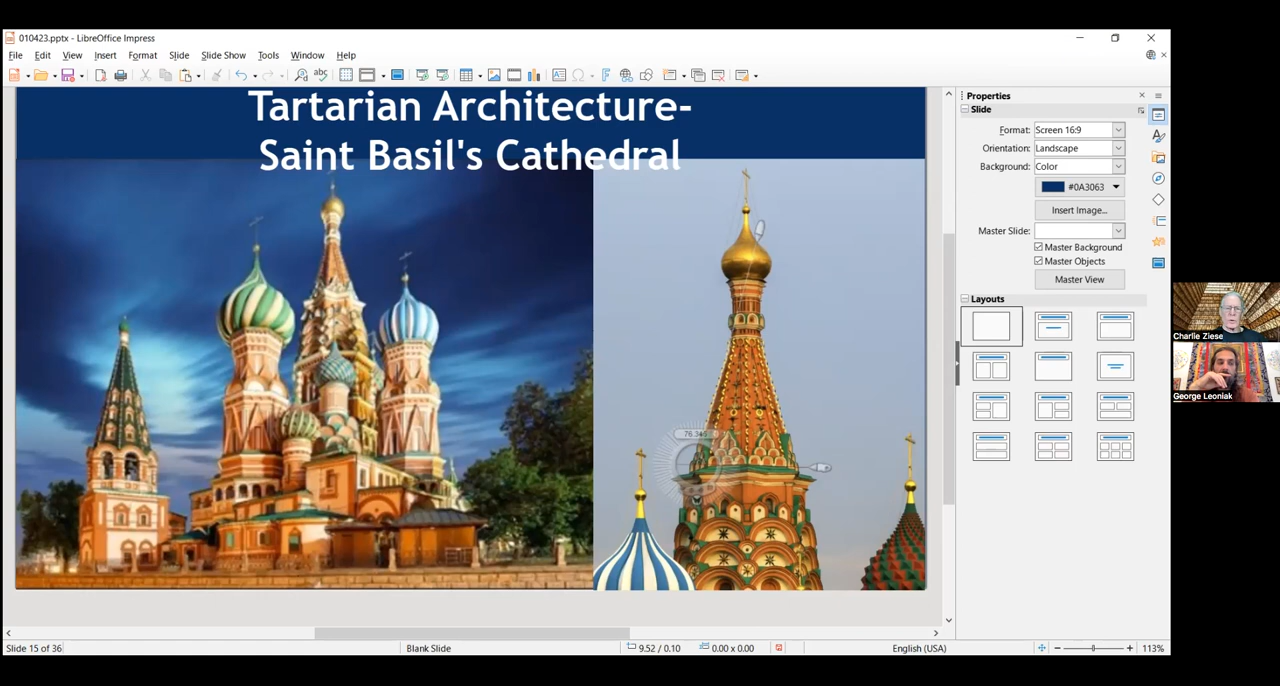 010423.pptx - LibreOffice Impress
File Edit View Insert Format Slide Slide Show Tools Window Help
Tartarian Architecture-
Saint Basil's Cathedral
Properties
Slide
Format: Screen 16:9
Orientation: Landscape
Background: Color
#0A3063
Insert Image...
Master Slide:
Master Background
Master Objects
Master View
Layouts
Charlie Ziese
George Leoniak
Slide 15 of 36
Blank Slide
9.52 / 0.10
0.00 x 0.00
English (USA)
113%